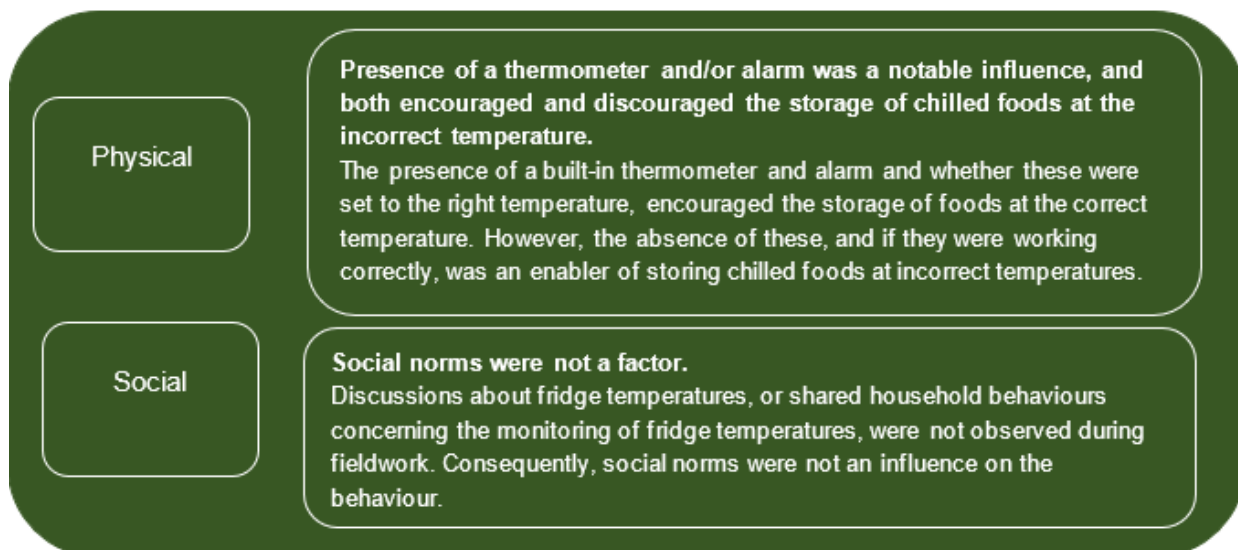 Physical
Presence of a thermometer and/or alarm was a notable influence, and
both encouraged and discouraged the storage of chilled foods at the
incorrect temperature.
The presence of a built-in thermometer and alarm and whether these were
set to the right temperature, encouraged the storage of foods at the correct
temperature. However, the absence of these, and if they were working
correctly, was an enabler of storing chilled foods at incorrect temperatures.
Social
Social norms were not a factor.
Discussions about fridge temperatures, or shared household behaviours
concerning the monitoring of fridge temperatures, were not observed during
fieldwork. Consequently, social norms were not an influence on the
behaviour.